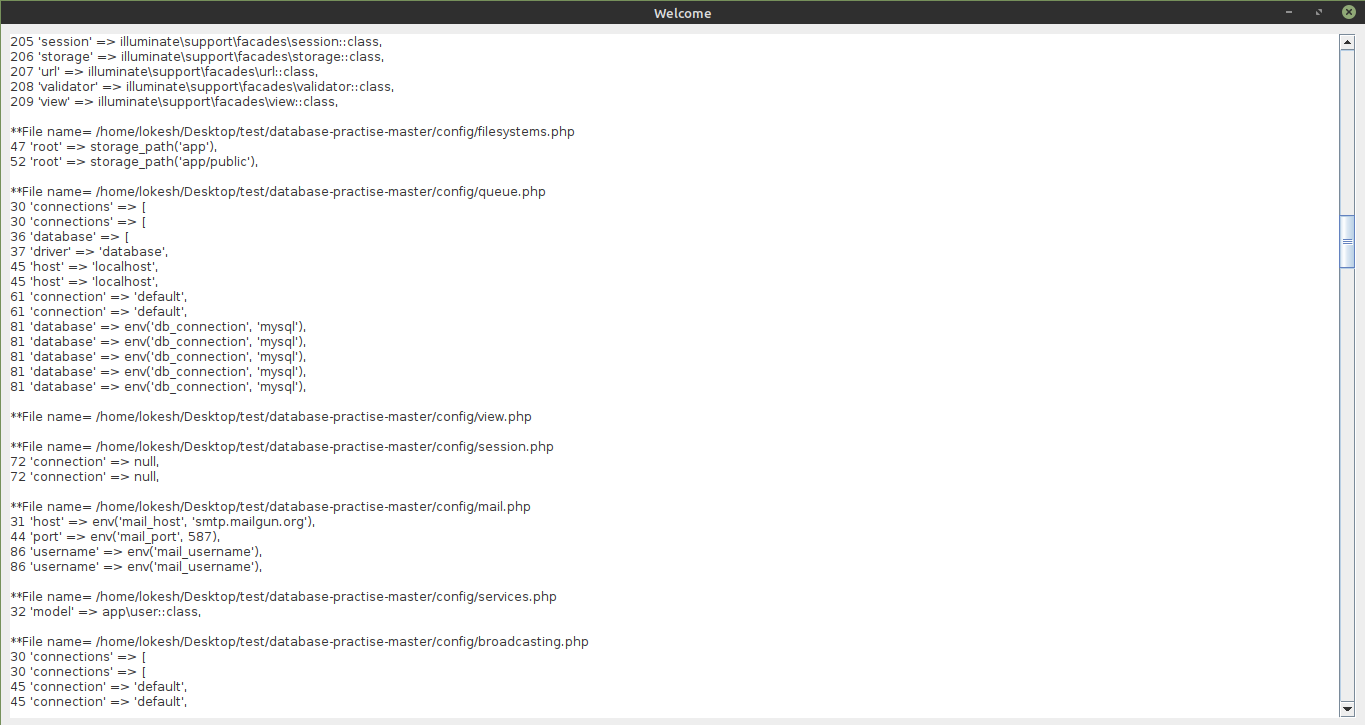 Welcome
205 'session' => illuminate\support\facades\session::class,
206 'storage' => illuminate\support\facades\storage::class,
207 'url' => illuminate\support\facades\url::class,
208 'validator' => illuminate\support\facades\validator::class,
209 'view' => illuminate\support\facades\view::class,
**File name= /home/lokesh/Desktop/test/database-practise-master/config/filesystems.php
47 'root' => storage_path('app'),
52 'root' => storage_path('app/public'),
**File name= /home/lokesh/Desktop/test/database-practise-master/config/queue.php
30 'connections' => [
30 'connections' => [
36 'database' => [
37 'driver' => 'database',
45 'host' => 'localhost',
45 'host' => 'localhost',
61 'connection' => 'default',
61 'connection' => 'default',
81 'database' => env('db_connection', 'mysql'),
81 'database' => env('db_connection', 'mysql'),
81 'database' => env('db_connection', 'mysql'),
81 'database' => env('db_connection', 'mysql'),
81 'database' => env('db_connection', 'mysql'),
**File name= /home/lokesh/Desktop/test/database-practise-master/config/view.php
**File name= /home/lokesh/Desktop/test/database-practise-master/config/session.php
72 'connection' => null,
72 'connection' => null,
**File name= /home/lokesh/Desktop/test/database-practise-master/config/mail.php
31 'host' => env('mail_host', 'smtp.mailgun.org'),
44 'port' => env('mail_port', 587),
86 'username' => env('mail_username'),
86 'username' => env('mail_username'),
**File name= /home/lokesh/Desktop/test/database-practise-master/config/services.php
32 'model' => app\user::class,
**File name= /home/lokesh/Desktop/test/database-practise-master/config/broadcasting.php
30 'connections' => [
30 'connections' => [
45 'connection' => 'default',
45 'connection' => 'default',